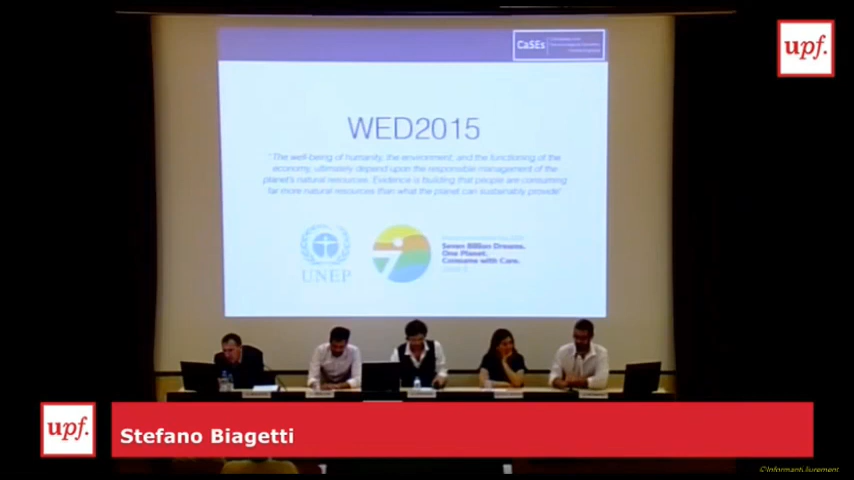 CaSEs
upf.
WED2015
"The well-being of humanity, the environment, and the functioning of the
economy, ultimately depend upon the responsible management of the
planet's natural resources. Evidence is building that people are consuming
far more natural resources than what the planet can sustainably provide"
UNEP
Seven Billion Dreams.
One Planet.
Consume with Care.
upf.
Stefano Biagetti